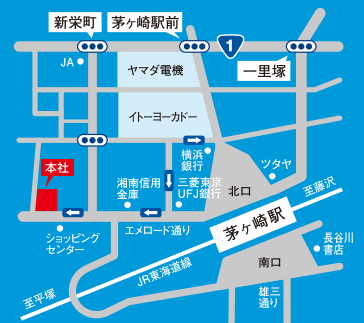 新栄町
茅ヶ崎駅前
1
JA
ヤマダ電機
一里塚
イトーヨーカドー
横浜
銀行
ツタヤ
本社
湘南信用
金庫
三菱東京
UFJ銀行
北口
至藤沢
茅ヶ崎駅
ショッピング
センター
エメロード通り
長谷川
書店
南口
JR東海道線
至平塚
雄三
通り